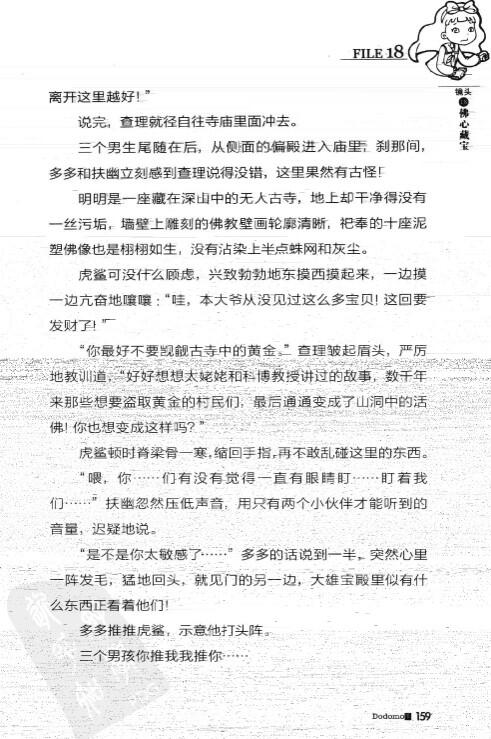 FILE 18
镜头
18
佛心藏宝
离开这里越好！”
说完，查理就径自往寺庙里面冲去。
三个男生尾随在后，从侧面的偏殿进入庙里，刹那间，
多多和扶幽立刻感到查理说得没错，这里果然有古怪！
明明是一座藏在深山中的无人古寺，地上却干净得没有
一丝污垢，墙壁上雕刻的佛教壁画轮廓清晰，祀奉的十座泥
塑佛像也是栩栩如生，没有沾染上半点蛛网和灰尘。
虎鲨可没什么顾虑，兴致勃勃地东摸西摸起来，一边摸
一边亢奋地嚷嚷：“哇，本大爷从没见过这么多宝贝！这回要
发财了！”
“你最好不要觊觎古寺中的黄金。”查理皱起眉头，严厉
地教训道，“好好想想太姥姥和科博教授讲过的故事，数千年
来那些想要盗取黄金的村民们，最后通通变成了山洞中的活
佛！你也想变成这样吗？”
虎鲨顿时脊梁骨一寒，缩回手指，再不敢乱碰这里的东西。
“喂，你……们有没有觉得一直有眼睛盯……盯着我
们……”扶幽忽然压低声音，用只有两个小伙伴才能听到的
音量，迟疑地说。
“是不是你太敏感了……”多多的话说到一半，突然心里
一阵发毛，猛地回头，就见门的另一边，大雄宝殿里似有什
么东西正看着他们！
多多推推虎鲨，示意他打头阵。
三个男孩你推我我推你……
Dodomo 159